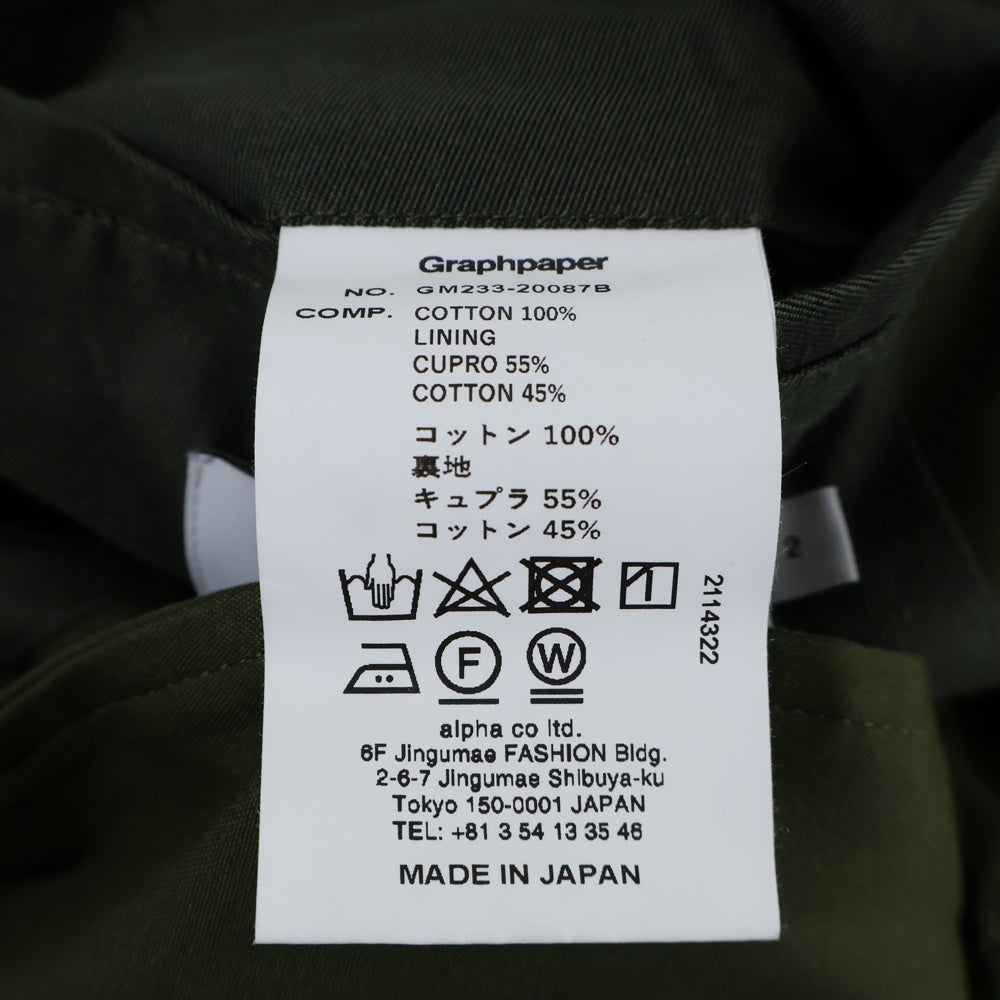 Graphpaper
NO. GM233-20087B
COMP. COTTON 100%
LINING
CUPRO 55%
COTTON 45%
コットン 100%
裏地
キュプラ 55%
コットン 45%
2114322
F
W
alpha co ltd.
6F Jingumae FASHION Bldg.
2-6-7 Jingumae Shibuya-ku
Tokyo 150-0001 JAPAN
TEL: +81 3 54 13 35 46
MADE IN JAPAN
2